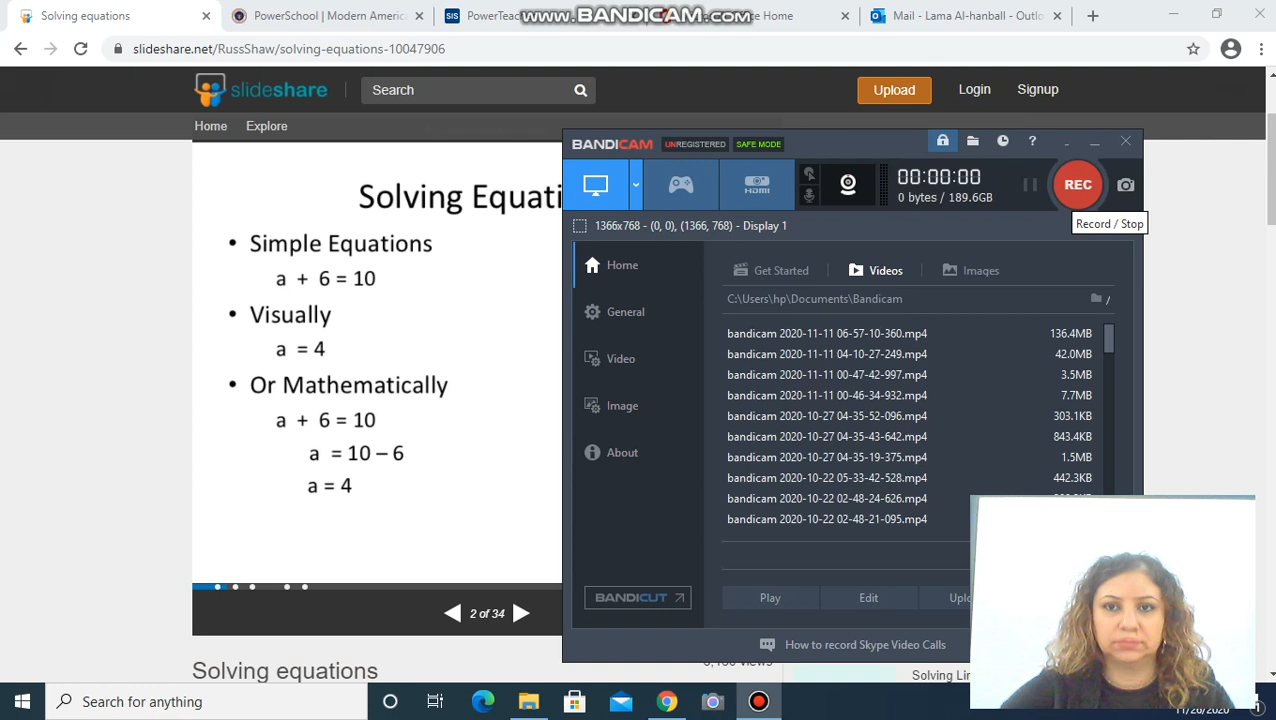 Solving equations
PowerSchool | Modern America
PowerTeac
Home
Mail - Lama Al-hanball - Outlo
www.BANDICAM.com
slideshare.net/RussShaw/solving-equations-10047906
slideshare
Search
Upload
Login
Signup
Home
Explore
Solving Equati
• Simple Equations
a + 6 = 10
• Visually
a = 4
• Or Mathematically
a + 6 = 10
a = 10 – 6
a = 4
2 of 34
Solving equations
Solving Lin
BANDICAM
UNREGISTERED
SAFE MODE
HDMI
00:00:00
0 bytes / 189.6GB
REC
Record / Stop
1366x768 - (0, 0), (1366, 768) - Display 1
Home
General
Video
Image
About
BANDICUT
Get Started
Videos
Images
C:\Users\hp\Documents\Bandicam
bandicam 2020-11-11 06-57-10-360.mp4 136.4MB
bandicam 2020-11-11 04-10-27-249.mp4 42.0MB
bandicam 2020-11-11 00-47-42-997.mp4 3.5MB
bandicam 2020-11-11 00-46-34-932.mp4 7.7MB
bandicam 2020-10-27 04-35-52-096.mp4 303.1KB
bandicam 2020-10-27 04-35-43-642.mp4 843.4KB
bandicam 2020-10-27 04-35-19-375.mp4 1.5MB
bandicam 2020-10-22 05-33-42-528.mp4 442.3KB
bandicam 2020-10-22 02-48-24-626.mp4
bandicam 2020-10-22 02-48-21-095.mp4
Play
Edit
Uplo
How to record Skype Video Calls
Search for anything